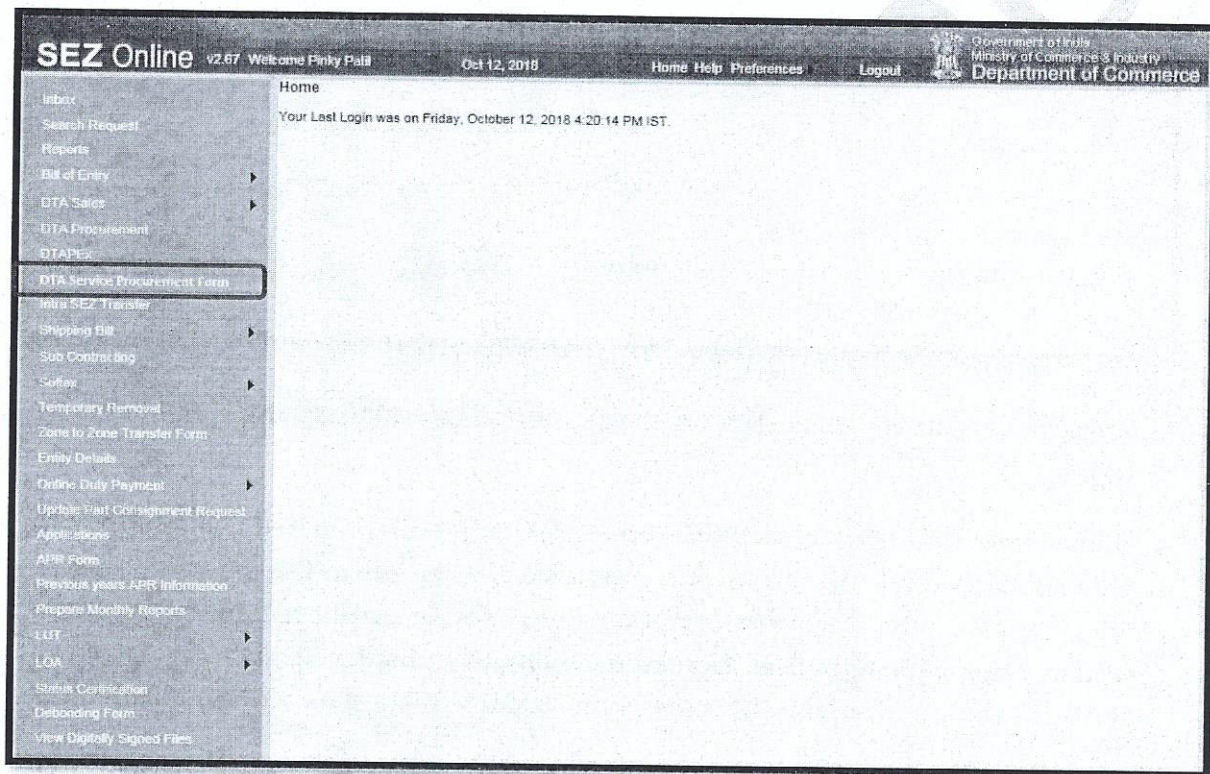 SEZ Online v2.67 Welcome Pinky Patil Oct 12, 2018 Home Help Preferences Logout
Government of India
Ministry of Commerce & Industry
Department of Commerce
Home
Your Last Login was on Friday, October 12, 2018 4:20:14 PM IST.
Inbox
Search Request
Reports
Bill of Entry
DTA Sales
DTA Procurement
DTAPEx
DTA Service Procurement Form
Intra SEZ Transfer
Shipping Bill
Sub Contracting
Softex
Temporary Removal
Zone to Zone Transfer Form
Entity Details
Online Duty Payment
Update Part Consignment Request
Applications
APR Form
Previous years APR Information
Prepare Monthly Reports
LUT
Debonding Form
Digitally Signed Files